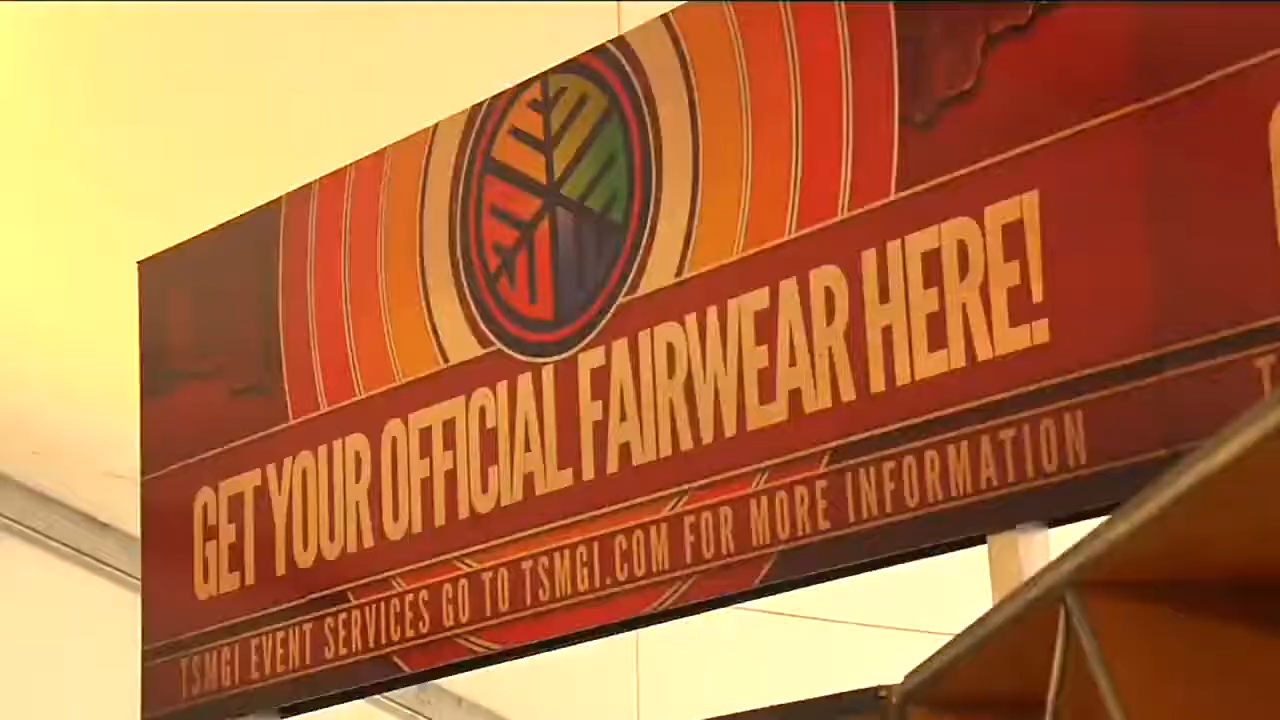 GET YOUR OFFICIAL FAIRWEAR HERE!
TSMGI EVENT SERVICES GO TO TSMGI.COM FOR MORE INFORMATION